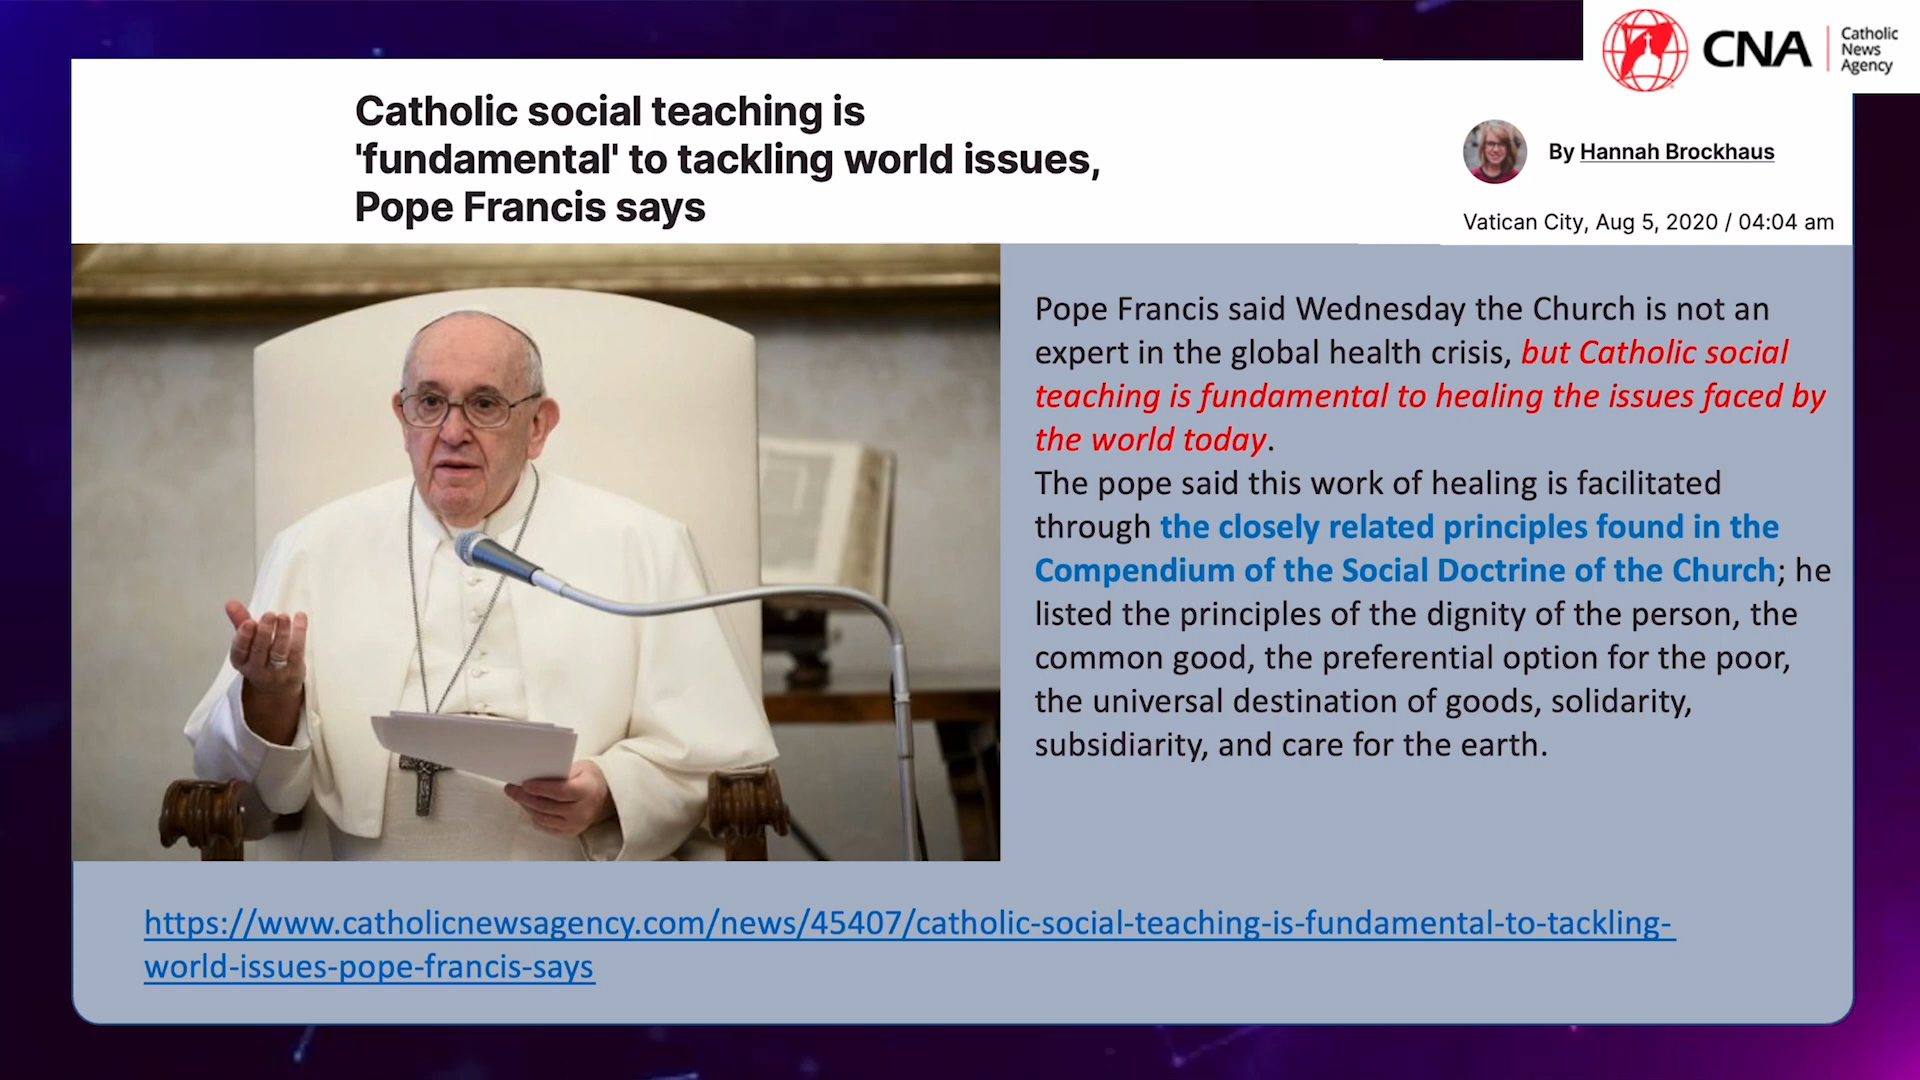 CNA
Catholic
News
Agency
Catholic social teaching is
'fundamental' to tackling world issues,
Pope Francis says
By Hannah Brockhaus
Vatican City, Aug 5, 2020 / 04:04 am
Pope Francis said Wednesday the Church is not an
expert in the global health crisis, but Catholic social
teaching is fundamental to healing the issues faced by
the world today.
The pope said this work of healing is facilitated
through the closely related principles found in the
Compendium of the Social Doctrine of the Church; he
listed the principles of the dignity of the person, the
common good, the preferential option for the poor,
the universal destination of goods, solidarity,
subsidiarity, and care for the earth.
https://www.catholicnewsagency.com/news/45407/catholic-social-teaching-is-fundamental-to-tackling-
world-issues-pope-francis-says